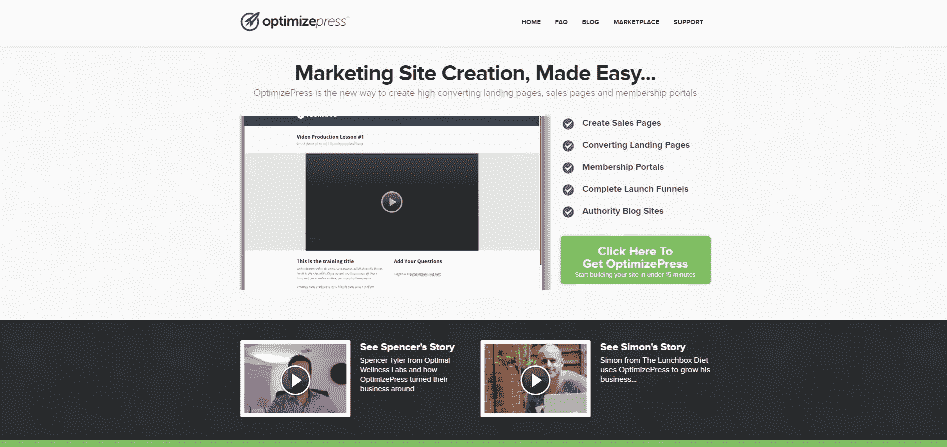 optimizepress
HOME FAQ BLOG MARKETPLACE SUPPORT
Marketing Site Creation, Made Easy...
OptimizePress is the new way to create high converting landing pages, sales pages and membership portals
Video Production Lesson #1
This is the training title
Add Your Questions
Create Sales Pages
Converting Landing Pages
Membership Portals
Complete Launch Funnels
Authority Blog Sites
Click Here To
Get OptimizePress
Start building your site in under 15 minutes
See Spencer's Story
Spencer Tyler from Optimal
Wellness Labs and how
OptimizePress turned their
business around
See Simon's Story
Simon from The Lunchbox Diet
uses OptimizePress to grow his
business...